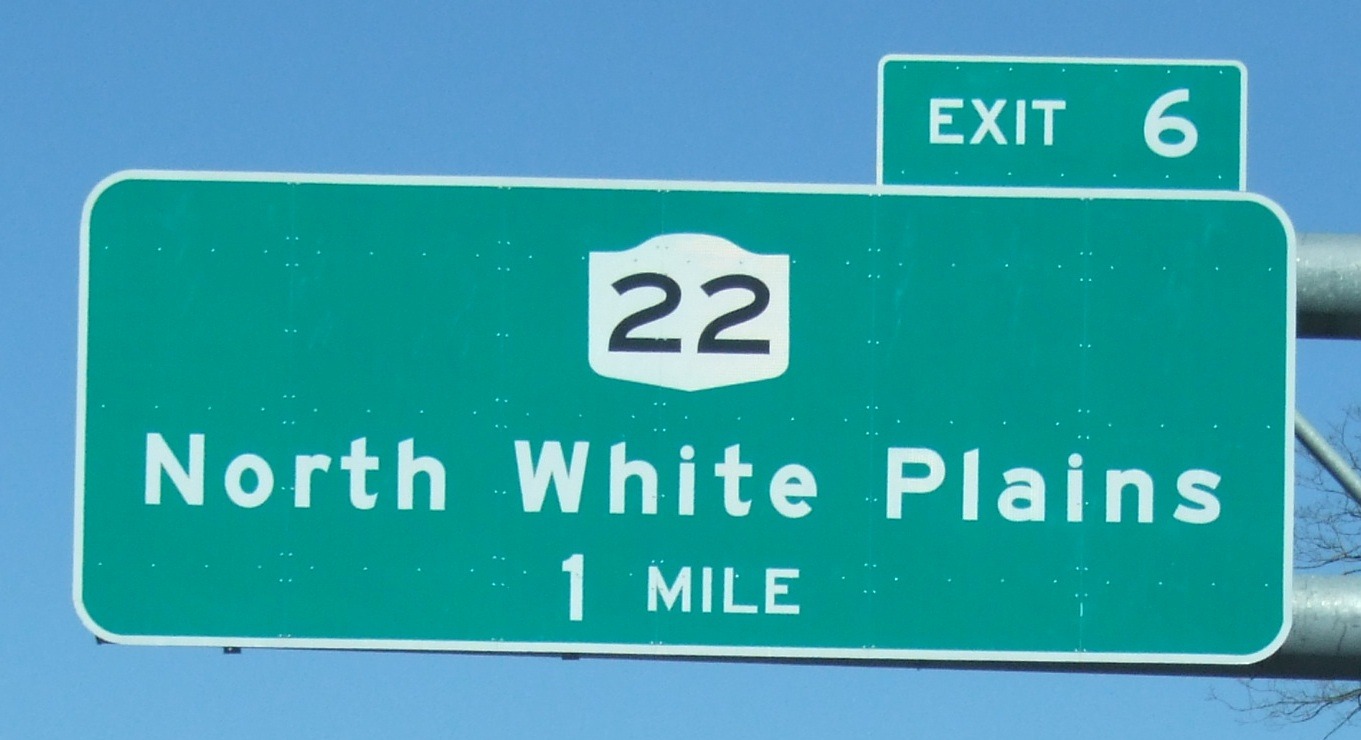 EXIT 6
22
North White Plains
1 MILE